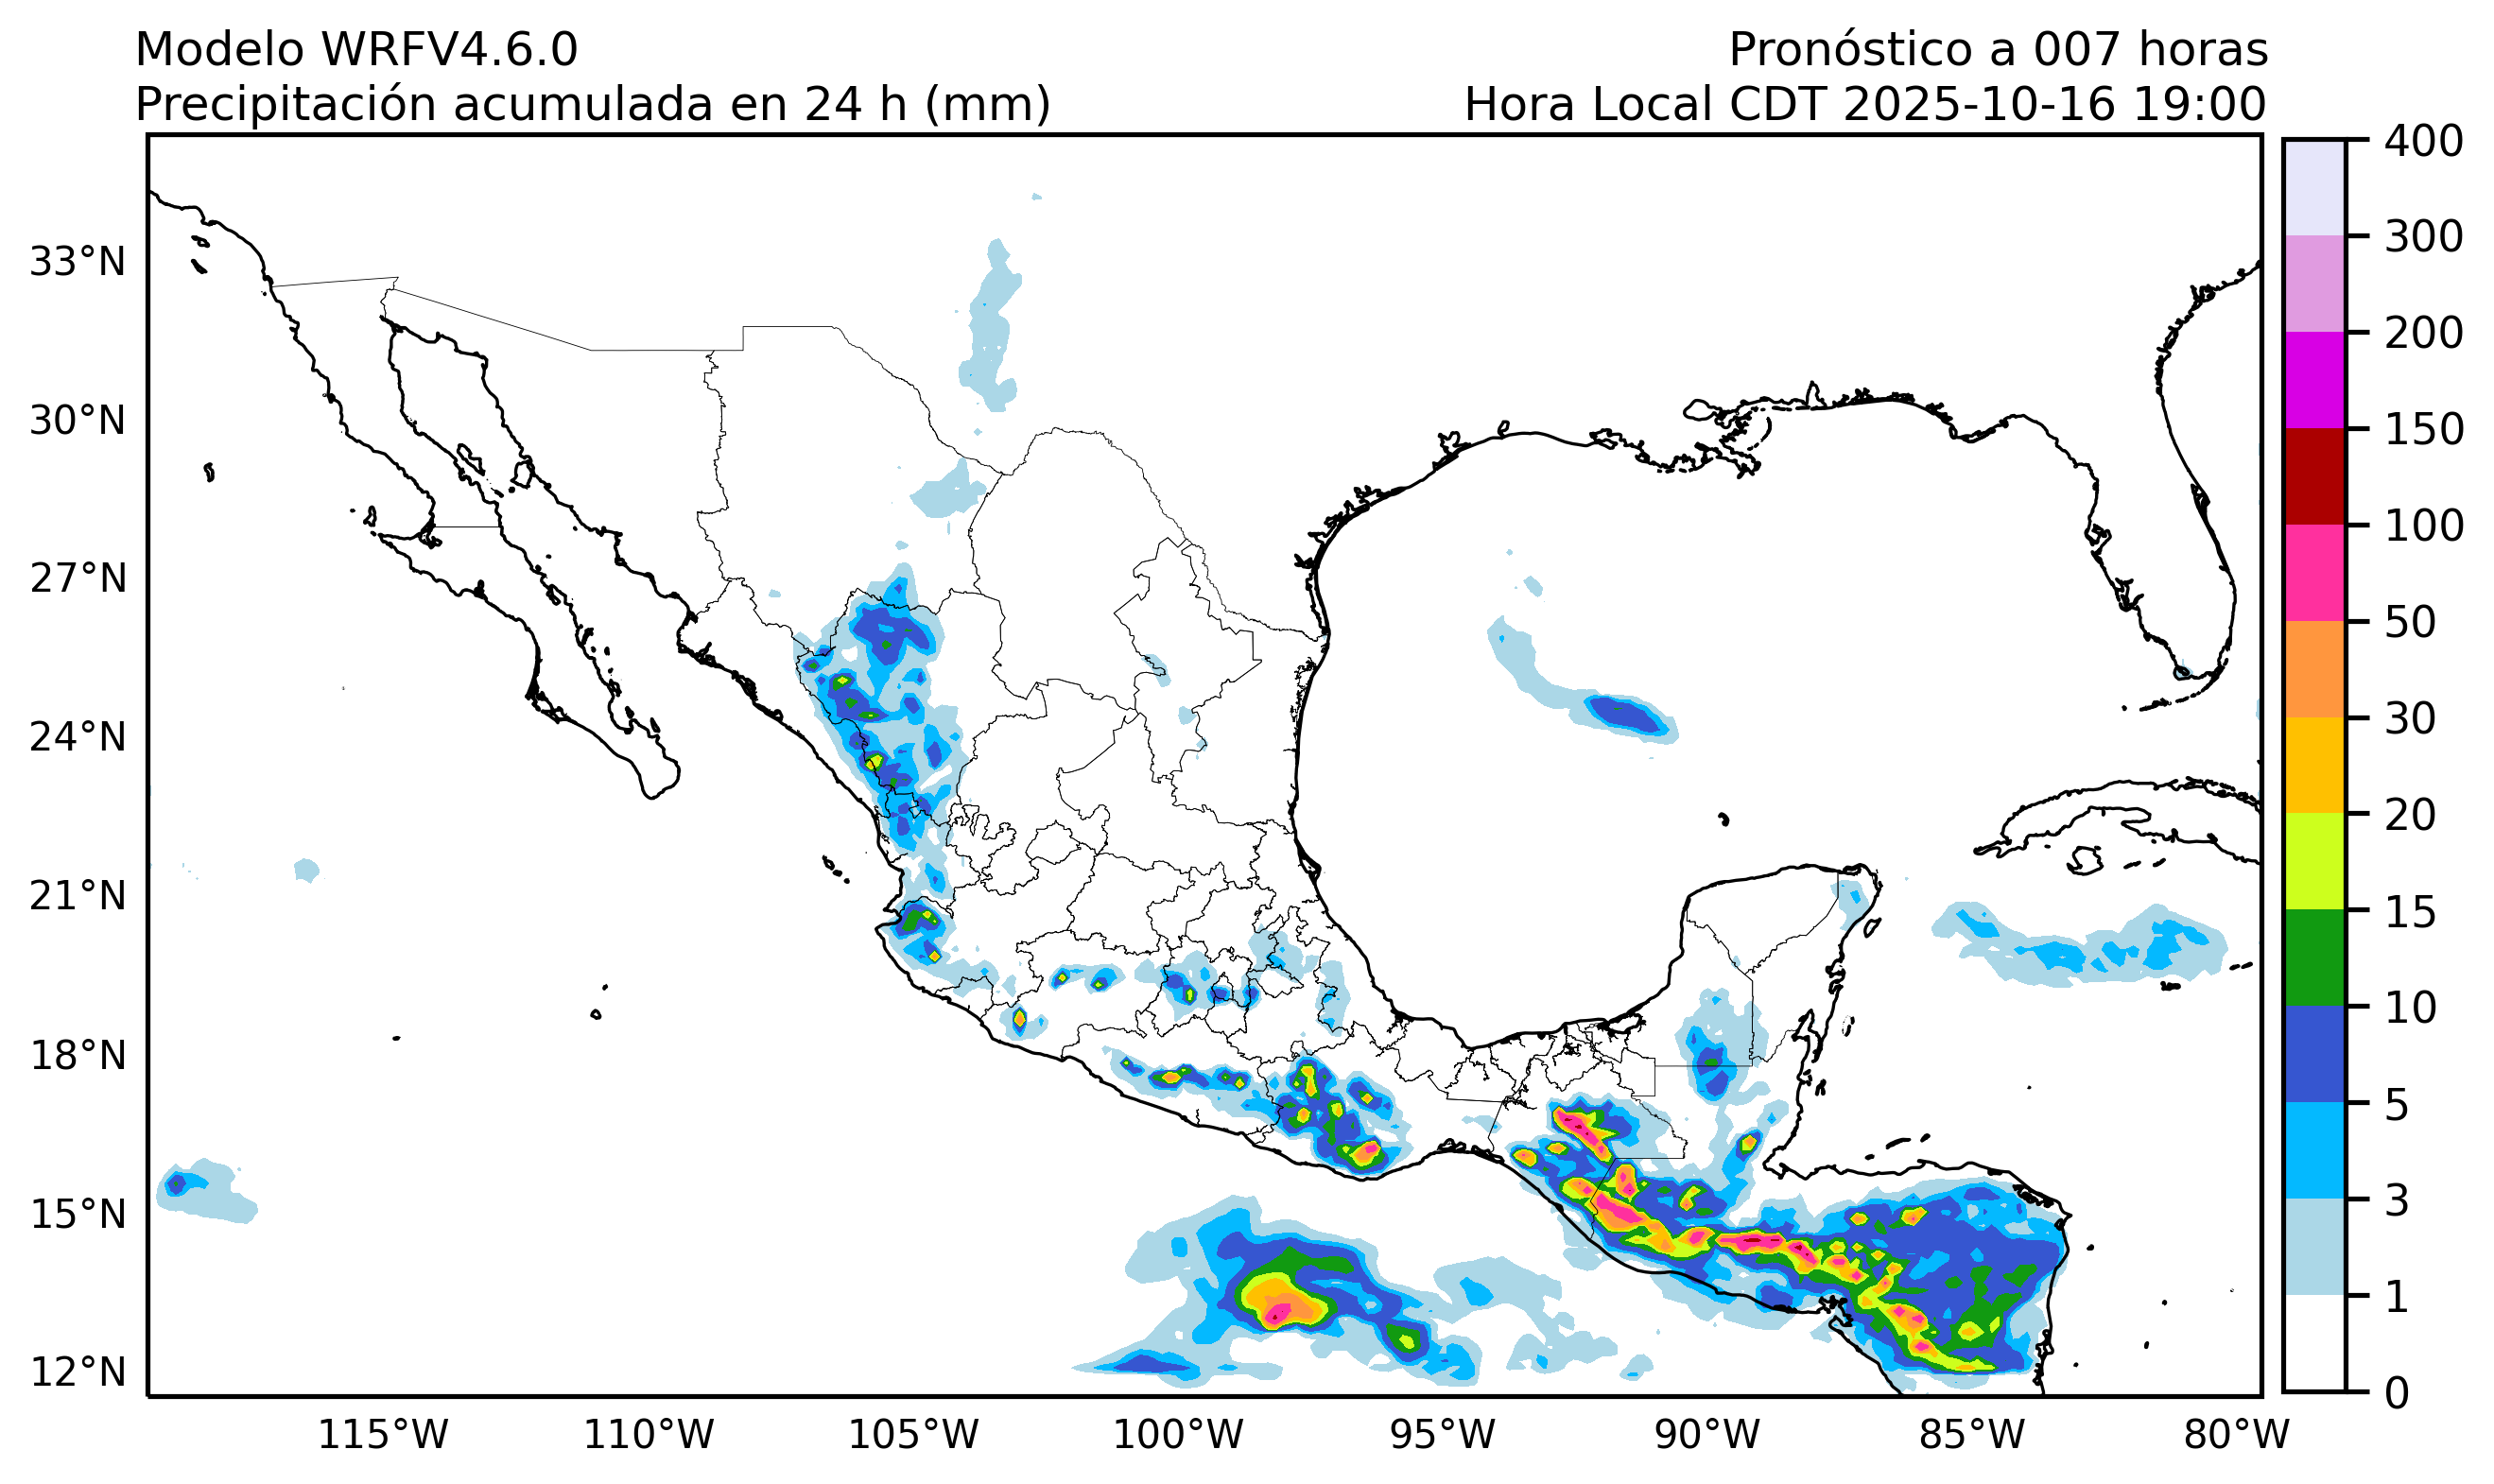 Modelo WRFV4.6.0
Pronóstico a 007 horas
Precipitación acumulada en 24 h (mm)
Hora Local CDT 2025-10-16 19:00
33°N
30°N
27°N
24°N
21°N
18°N
15°N
12°N
115°W
110°W
105°W
100°W
95°W
90°W
85°W
80°W
400
300
200
150
100
50
30
20
15
10
5
3
1
0